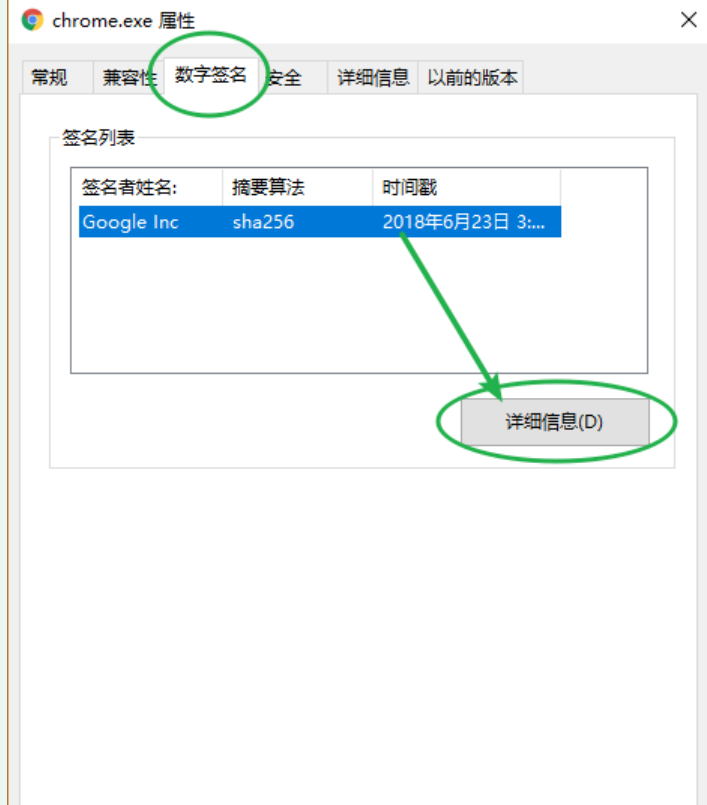 chrome.exe 属性
常规 兼容性 数字签名 安全 详细信息 以前的版本
签名列表
签名者姓名: 摘要算法 时间戳
Google Inc sha256 2018年6月23日 3:...
详细信息(D)